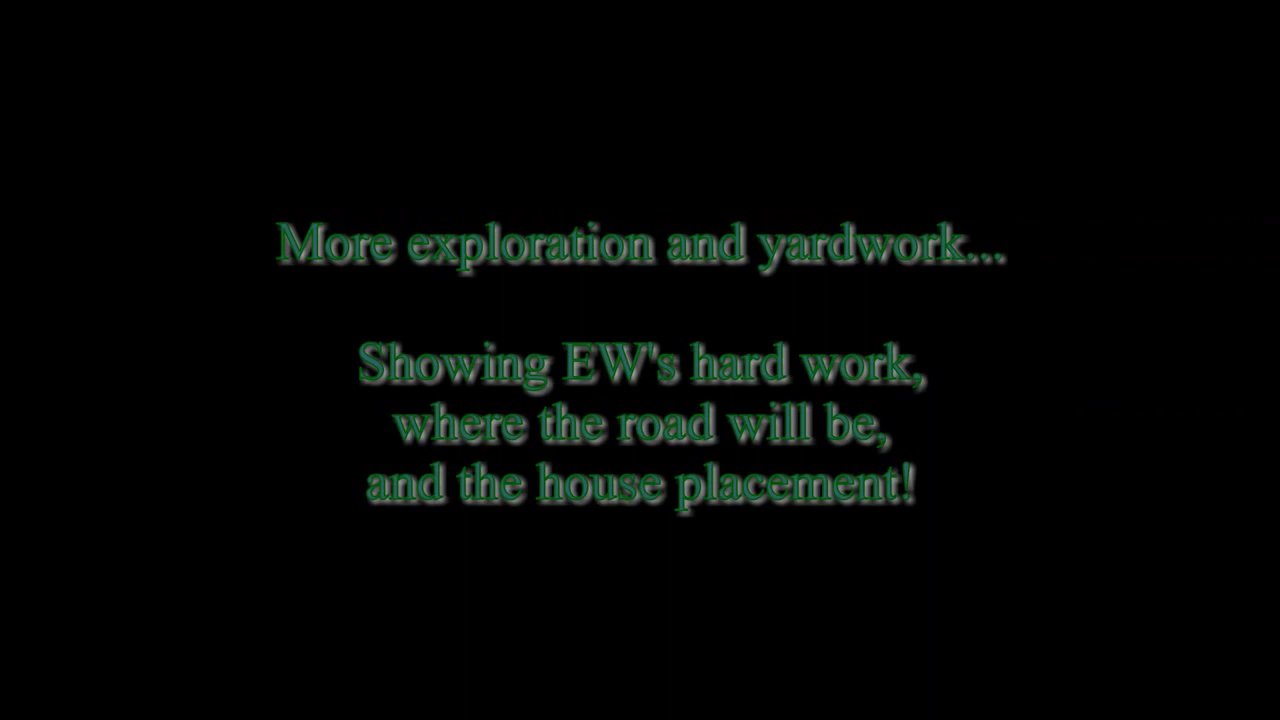 More exploration and yardwork...
Showing EW's hard work,
where the road will be,
and the house placement!